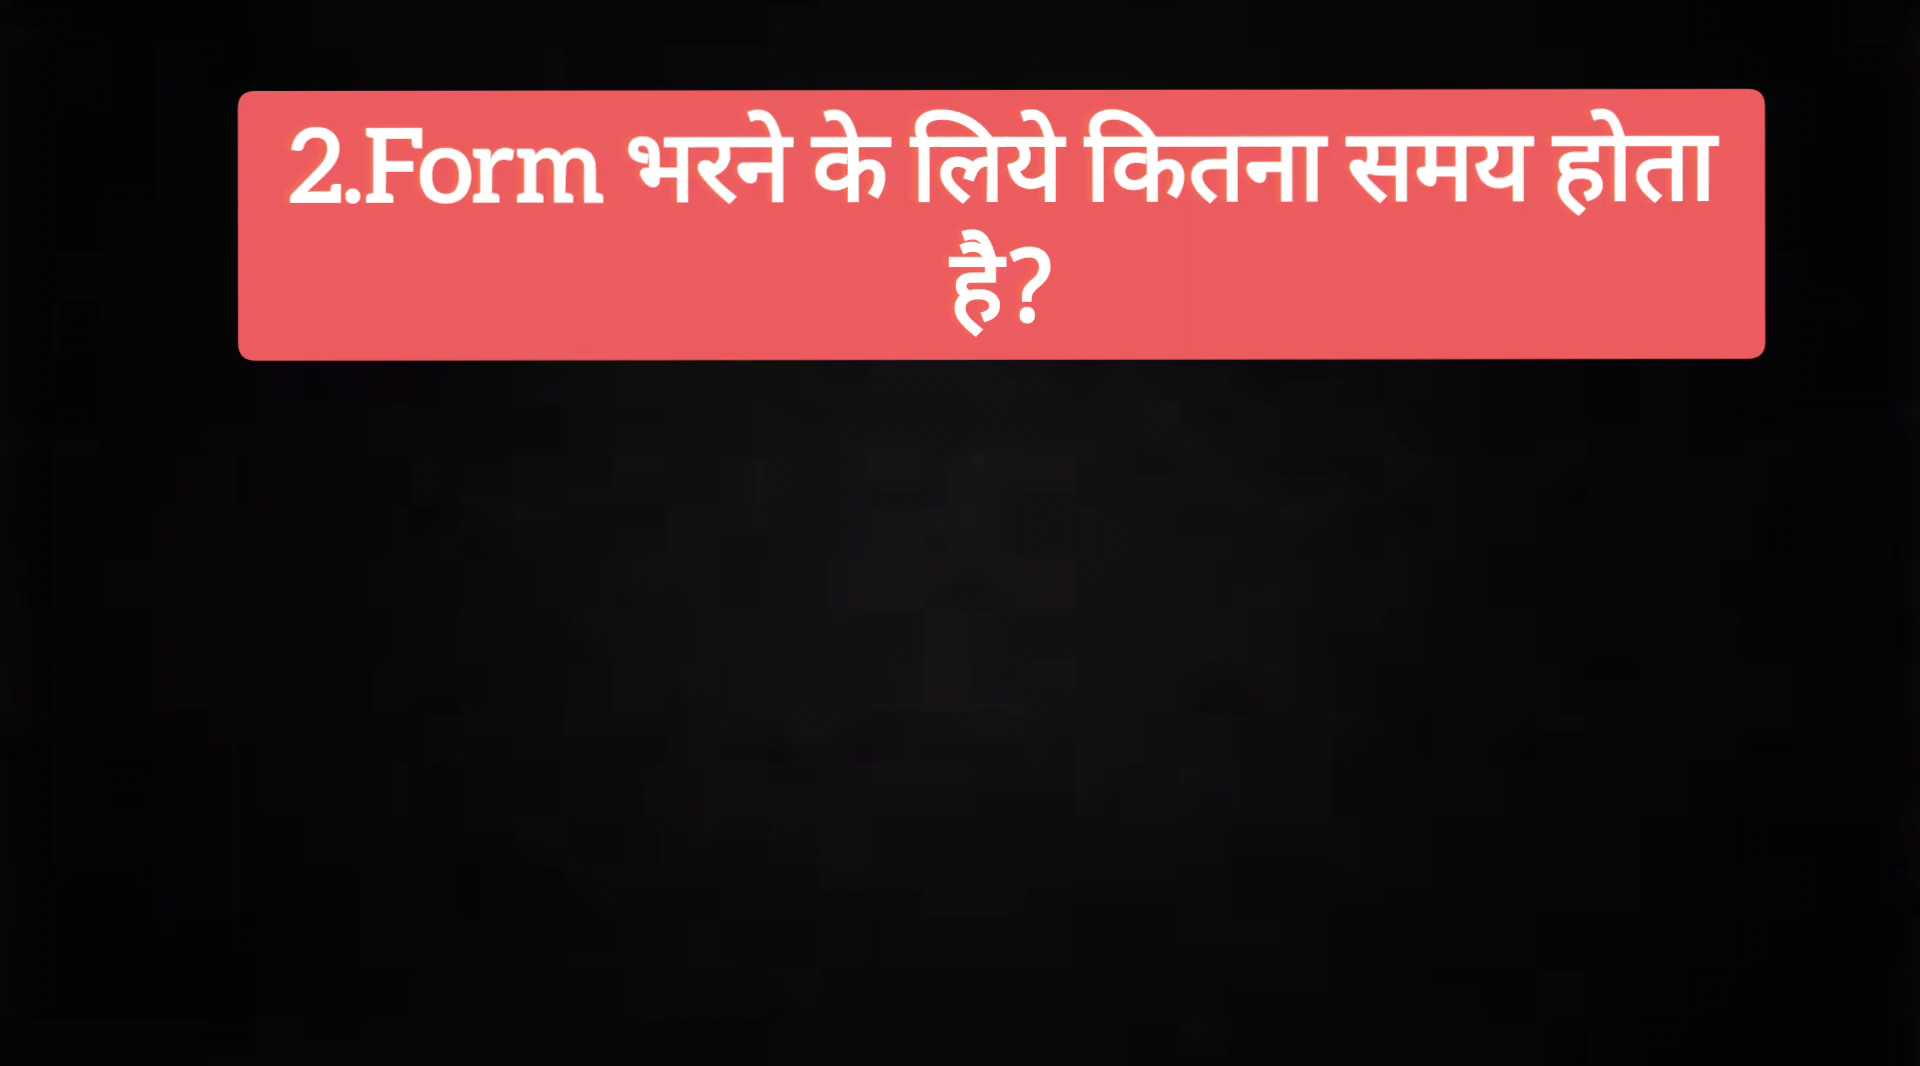 2.Form भरने के लिये कितना समय होता
है?